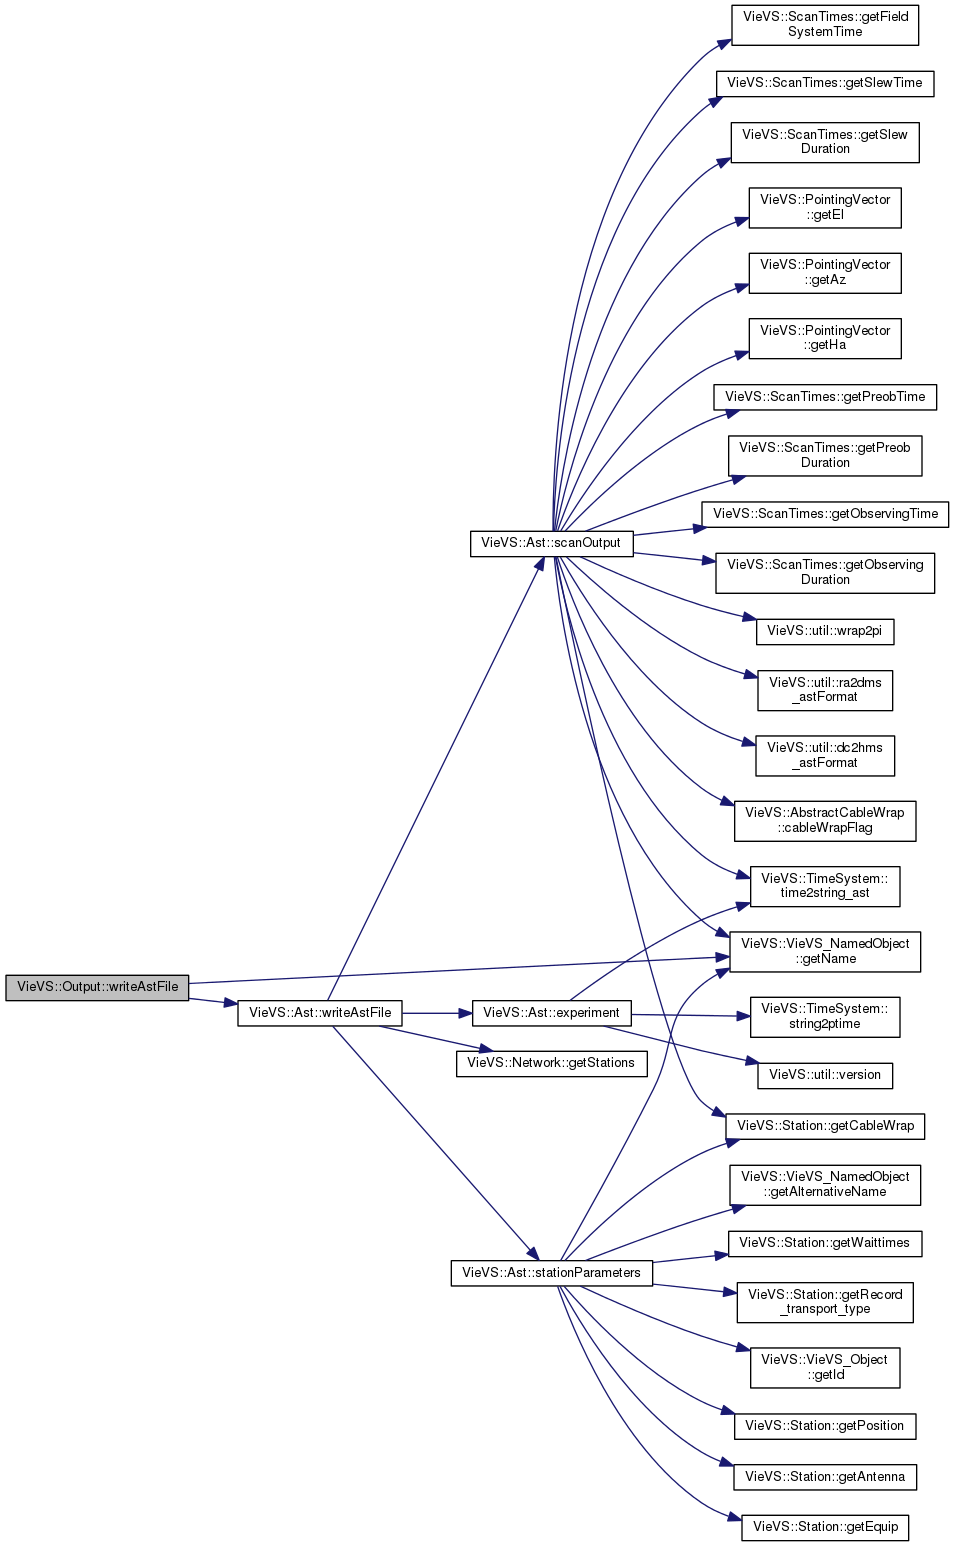 VieVS::ScanTimes::getField
SystemTime
VieVS::ScanTimes::getSlewTime
VieVS::ScanTimes::getSlew
Duration
VieVS::PointingVector
::getEl
VieVS::PointingVector
::getAz
VieVS::PointingVector
::getHa
VieVS::ScanTimes::getPreobTime
VieVS::ScanTimes::getPreob
Duration
VieVS::ScanTimes::getObservingTime
VieVS::Ast::scanOutput
VieVS::ScanTimes::getObserving
Duration
VieVS::util::wrap2pi
VieVS::util::ra2dms
_astFormat
VieVS::util::dc2hms
_astFormat
VieVS::AbstractCableWrap
::cableWrapFlag
VieVS::TimeSystem::
time2string_ast
VieVS::VieVS_NamedObject
::getName
VieVS::Output::writeAstFile
VieVS::Ast::writeAstFile
VieVS::Ast::experiment
VieVS::TimeSystem::
string2ptime
VieVS::Network::getStations
VieVS::util::version
VieVS::Station::getCableWrap
VieVS::VieVS_NamedObject
::getAlternativeName
VieVS::Station::getWaittimes
VieVS::Ast::stationParameters
VieVS::Station::getRecord
_transport_type
VieVS::VieVS_Object
::getId
VieVS::Station::getPosition
VieVS::Station::getAntenna
VieVS::Station::getEquip